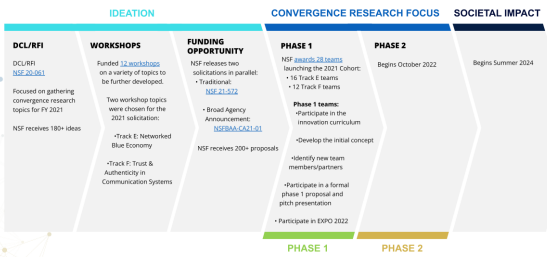 IDEATION
CONVERGENCE RESEARCH FOCUS
SOCIETAL IMPACT
DCL/RFI
DCL/RFI
NSF 20-061
Focused on gathering
convergence research
topics for FY 2021
NSF receives 180+ ideas
WORKSHOPS
Funded 12 workshops
on a variety of topics to
be further developed.
Two workshop topics
were chosen for the
2021 solicitation:
•Track E: Networked
Blue Economy
•Track F: Trust &
Authenticity in
Communication Systems
FUNDING
OPPORTUNITY
NSF releases two
solicitations in parallel:
• Traditional:
NSF 21-572
• Broad Agency
Announcement:
NSFBAA-CA21-01
NSF receives 200+ proposals
PHASE 1
NSF awards 28 teams
launching the 2021 Cohort:
• 16 Track E teams
• 12 Track F teams
Phase 1 teams:
•Participate in the
innovation curriculum
•Develop the initial concept
•Identify new team
members/partners
•Participate in a formal
phase 1 proposal and
pitch presentation
• Participate in EXPO 2022
PHASE 2
Begins October 2022
Begins Summer 2024
PHASE 1
PHASE 2